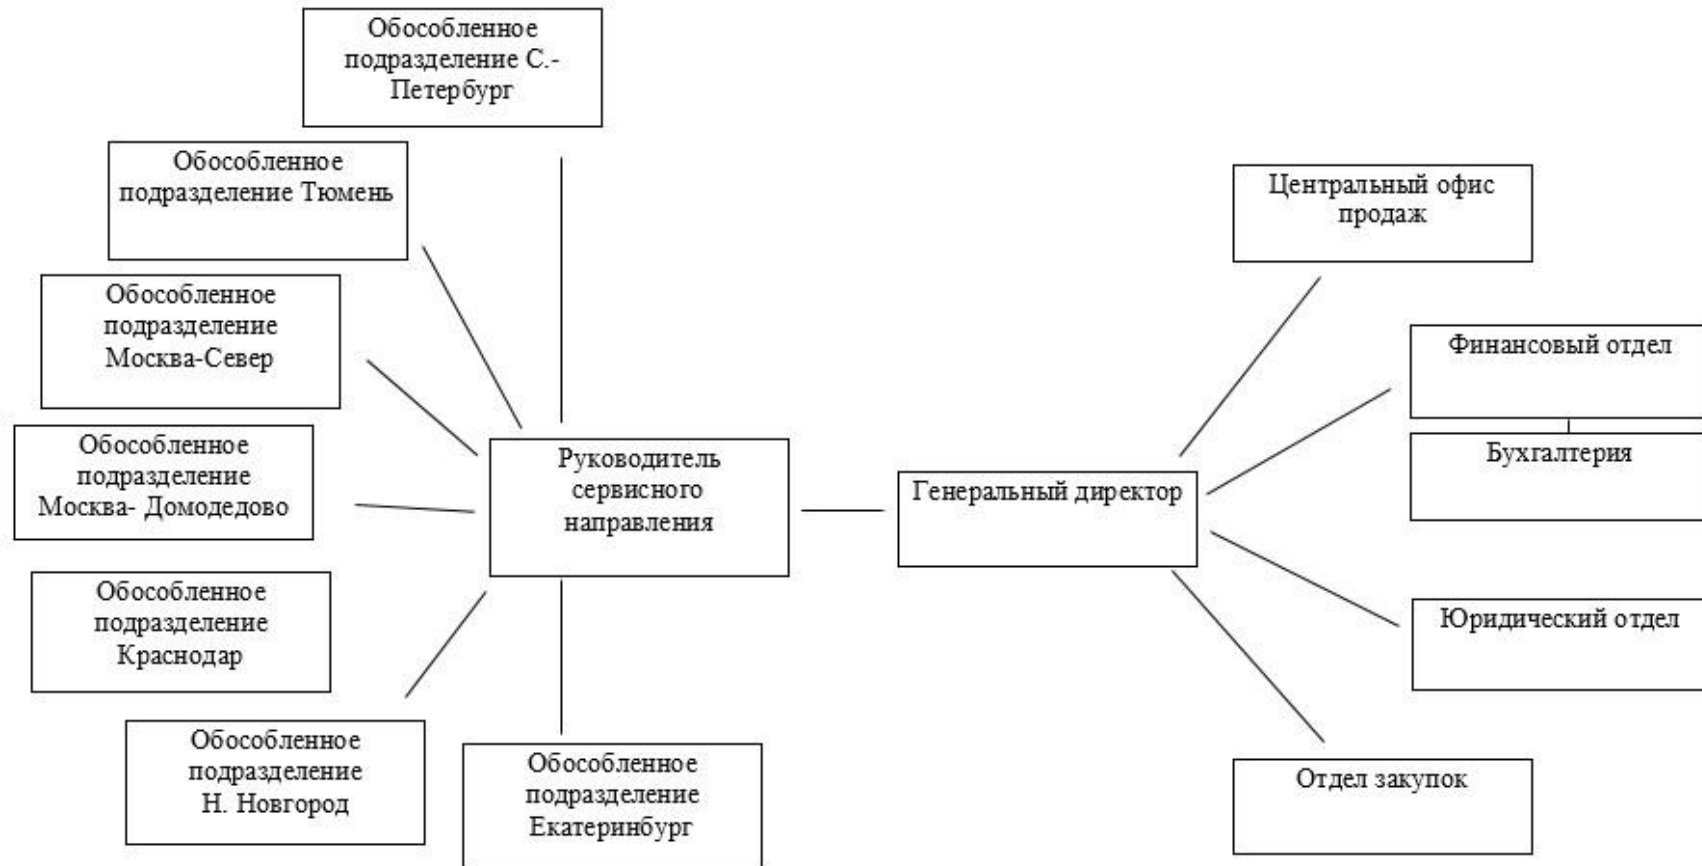 Обособленное
подразделение С.-
Петербург
Обособленное
подразделение Тюмень
Обособленное
подразделение
Москва-Север
Обособленное
подразделение
Москва- Домодедово
Обособленное
подразделение
Краснодар
Обособленное
подразделение
Н. Новгород
Обособленное
подразделение
Екатеринбург
Руководитель
сервисного
направления
Генеральный директор
Центральный офис
продаж
Финансовый отдел
Бухгалтерия
Юридический отдел
Отдел закупок